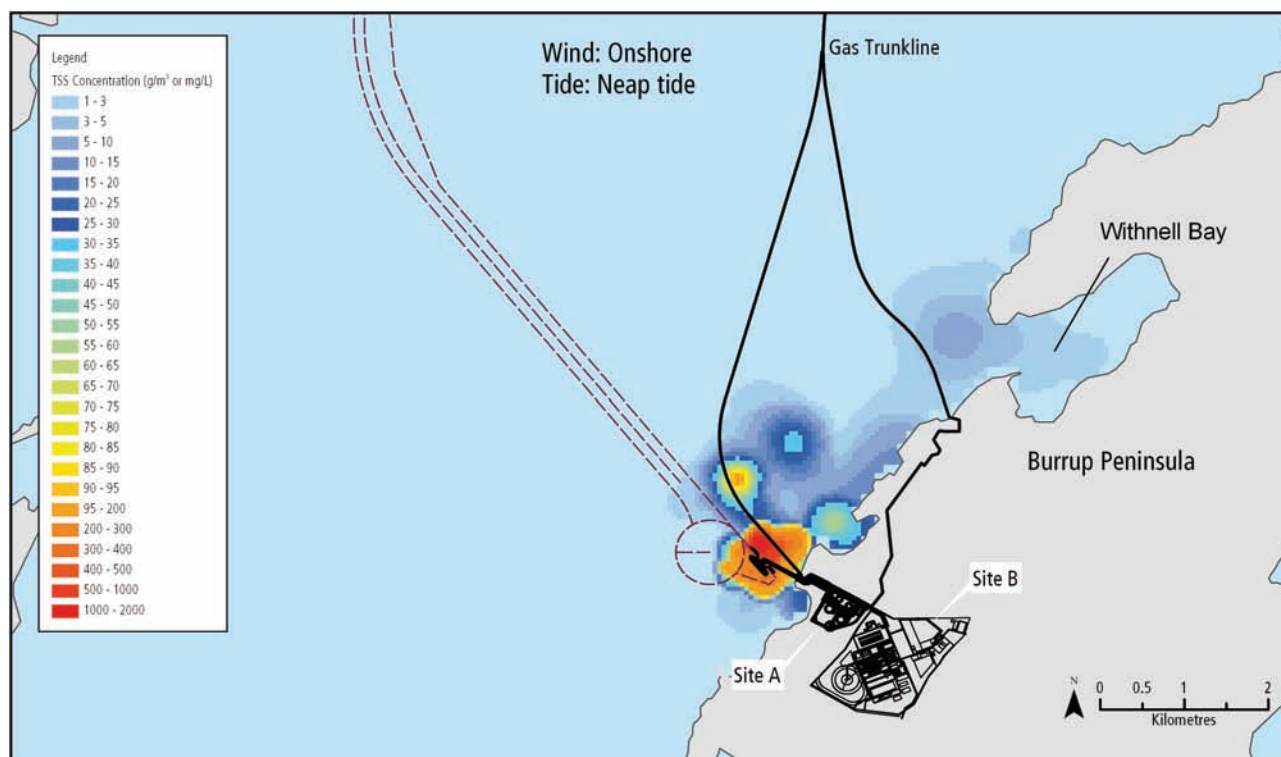 Wind: Onshore
Tide: Neap tide
Gas Trunkline
Legend
TSS Concentration (g/m³ or mg/L)
1 - 3
3 - 5
5 - 10
10 - 15
15 - 20
20 - 25
25 - 30
30 - 35
35 - 40
40 - 45
45 - 50
50 - 55
55 - 60
60 - 65
65 - 70
70 - 75
75 - 80
80 - 85
85 - 90
90 - 95
95 - 200
200 - 300
300 - 400
400 - 500
500 - 1000
1000 - 2000
Withnell Bay
Burrup Peninsula
Site B
Site A
N
0 0.5 1 2
Kilometres